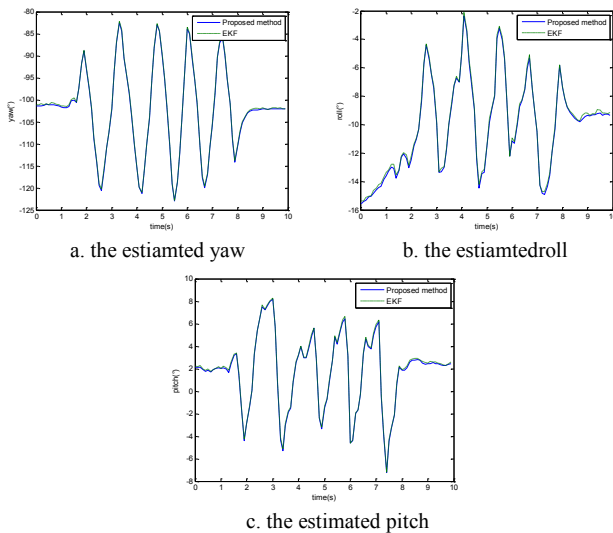 -80
-85
-90
-95
-100
-105
-110
-115
-120
-125
yaw(°)
0 1 2 3 4 5 6 7 8 9 10
time(s)
Proposed method
EKF
a. the estiamted yaw
-2
-4
-6
-8
-10
-12
-14
-16
roll(°)
0 1 2 3 4 5 6 7 8 9 10
time(s)
Proposed method
EKF
b. the estiamtedroll
10
8
6
4
2
0
-2
-4
-6
-8
pitch(°)
0 1 2 3 4 5 6 7 8 9 10
time(s)
Proposed method
EKF
c. the estimated pitch